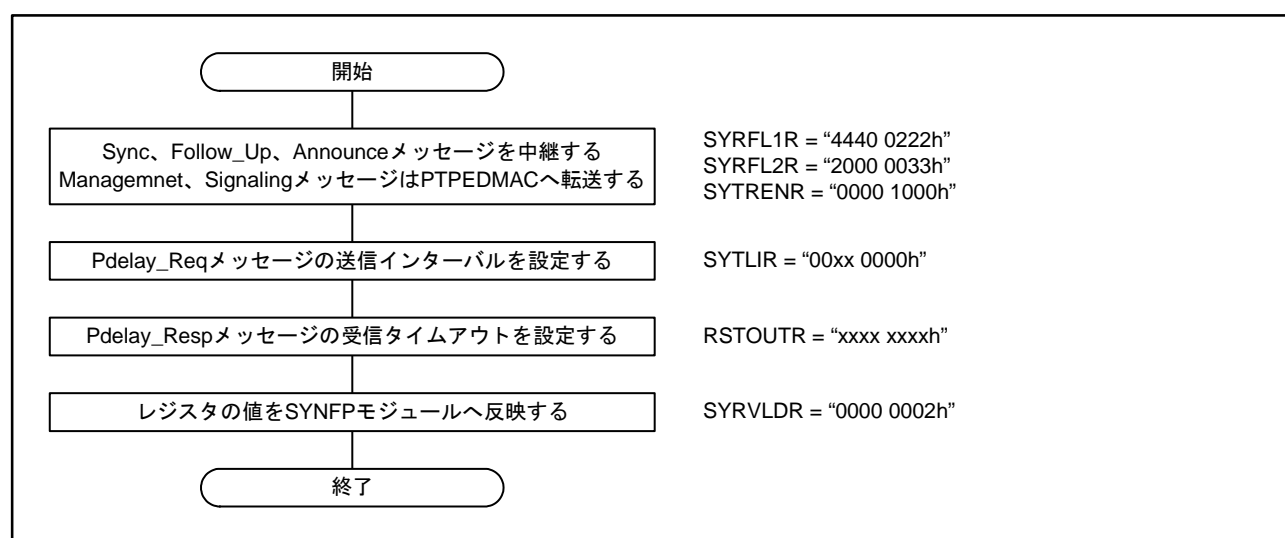 開始
Sync、Follow_Up、Announceメッセージを中継する
Managemnet、SignalingメッセージはPTPEDMACへ転送する
SYRFL1R = “4440 0222h”
SYRFL2R = “2000 0033h”
SYTRENR = “0000 1000h”
Pdelay_Reqメッセージの送信インターバルを設定する
SYTLIR = “00xx 0000h”
Pdelay_Respメッセージの受信タイムアウトを設定する
RSTOUTR = “xxxx xxxxh”
レジスタの値をSYNFPモジュールへ反映する
SYRVLDR = “0000 0002h”
終了